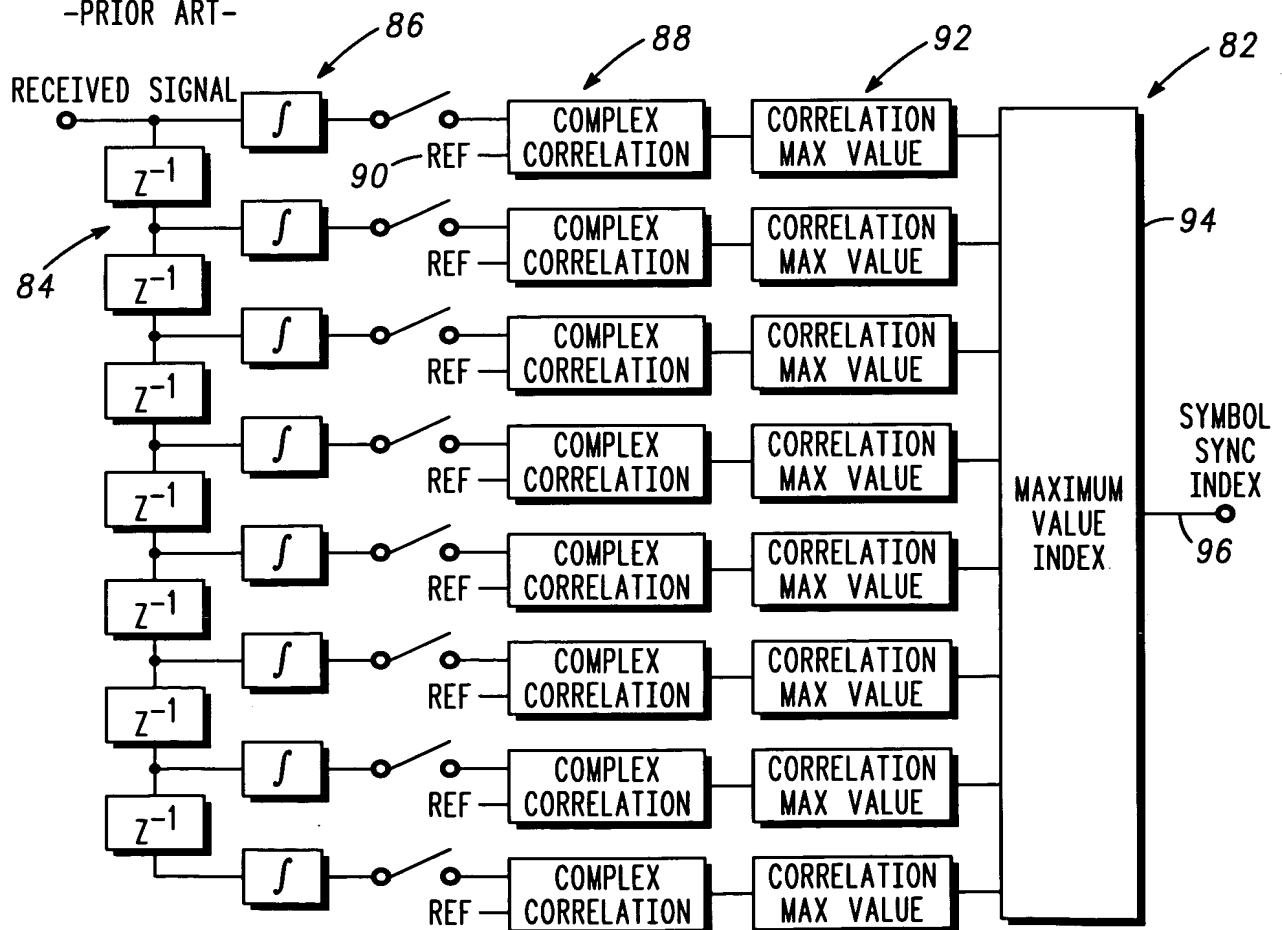 -PRIOR ART-
86
88
92
82
RECEIVED SIGNAL
∫
COMPLEX
CORRELATION
CORRELATION
MAX VALUE
90
REF
Z-1
94
84
∫
COMPLEX
CORRELATION
CORRELATION
MAX VALUE
REF
Z-1
∫
COMPLEX
CORRELATION
CORRELATION
MAX VALUE
REF
Z-1
∫
COMPLEX
CORRELATION
CORRELATION
MAX VALUE
REF
Z-1
∫
COMPLEX
CORRELATION
CORRELATION
MAX VALUE
REF
Z-1
∫
COMPLEX
CORRELATION
CORRELATION
MAX VALUE
REF
Z-1
∫
COMPLEX
CORRELATION
CORRELATION
MAX VALUE
REF
Z-1
∫
COMPLEX
CORRELATION
CORRELATION
MAX VALUE
REF
MAXIMUM
VALUE
INDEX
SYMBOL
SYNC
INDEX
96